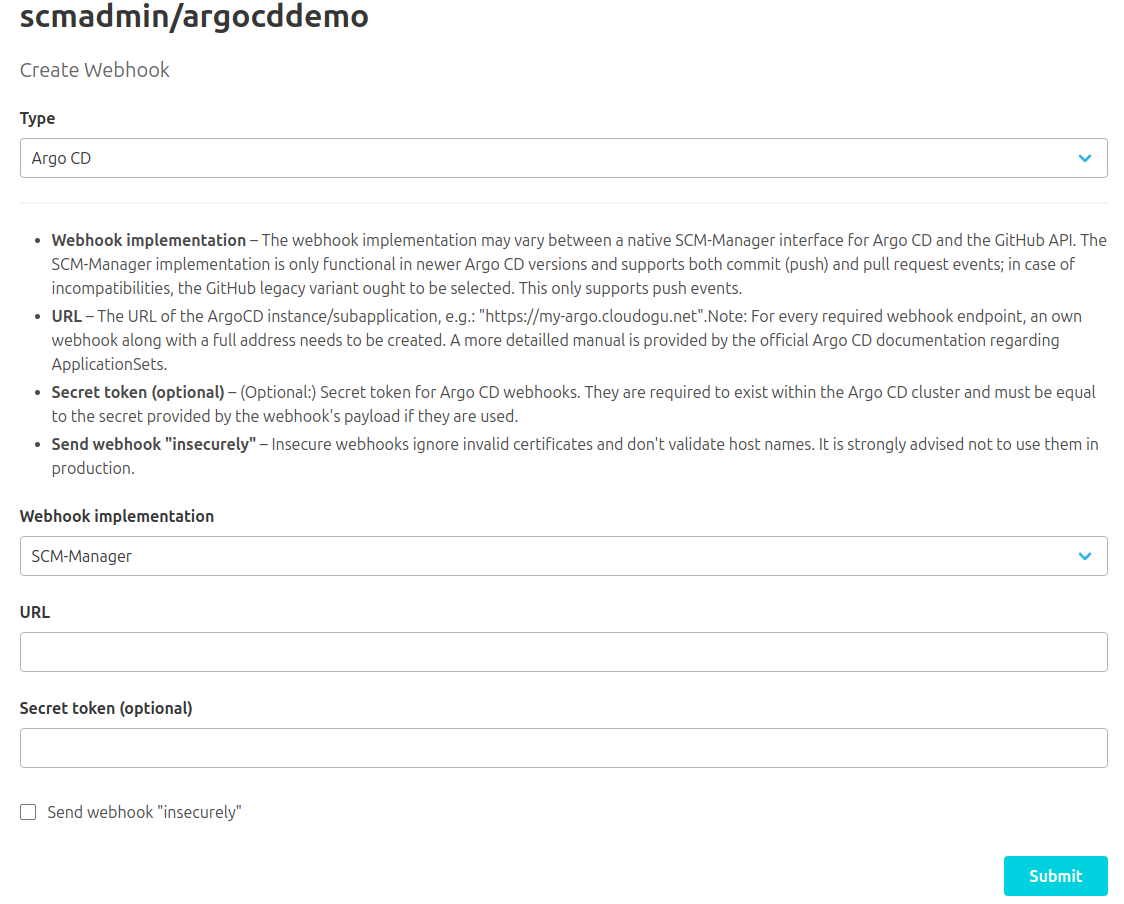 scmadmin/argocddemo
Create Webhook
Type
Argo CD
• Webhook implementation – The webhook implementation may vary between a native SCM-Manager interface for Argo CD and the GitHub API. The
SCM-Manager implementation is only functional in newer Argo CD versions and supports both commit (push) and pull request events; in case of
incompatibilities, the GitHub legacy variant ought to be selected. This only supports push events.
• URL – The URL of the ArgoCD instance/subapplication, e.g.: "https://my-argo.cloudogu.net".Note: For every required webhook endpoint, an own
webhook along with a full address needs to be created. A more detailled manual is provided by the official Argo CD documentation regarding
ApplicationSets.
• Secret token (optional) – (Optional:) Secret token for Argo CD webhooks. They are required to exist within the Argo CD cluster and must be equal
to the secret provided by the webhook's payload if they are used.
• Send webhook "insecurely" – Insecure webhooks ignore invalid certificates and don't validate host names. It is strongly advised not to use them in
production.
Webhook implementation
SCM-Manager
URL
Secret token (optional)
Send webhook "insecurely"
Submit